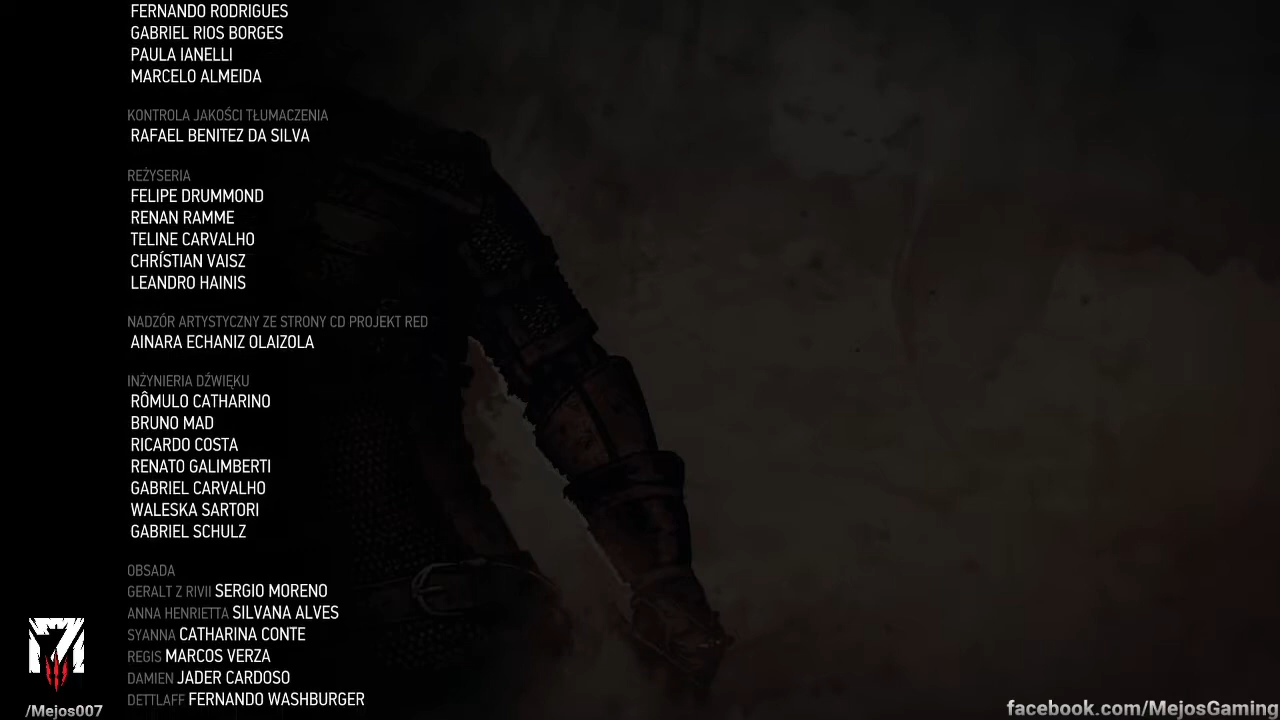 FERNANDO RODRIGUES
GABRIEL RIOS BORGES
PAULA IANELLI
MARCELO ALMEIDA
KONTROLA JAKOŚCI TŁUMACZENIA
RAFAEL BENITEZ DA SILVA
REŻYSERIA
FELIPE DRUMMOND
RENAN RAMME
TELINE CARVALHO
CHRÍSTIAN VAISZ
LEANDRO HAINIS
NADZÓR ARTYSTYCZNY ZE STRONY CD PROJEKT RED
AINARA ECHANIZ OLAIZOLA
INŻYNIERIA DŹWIĘKU
RÔMULO CATHARINO
BRUNO MAD
RICARDO COSTA
RENATO GALIMBERTI
GABRIEL CARVALHO
WALESKA SARTORI
GABRIEL SCHULZ
OBSADA
GERALT Z RIVII SERGIO MORENO
ANNA HENRIETTA SILVANA ALVES
SYANNA CATHARINA CONTE
REGIS MARCOS VERZA
DAMIEN JADER CARDOSO
DETTLAFF FERNANDO WASHBURGER
/Mejos007
facebook.com/MejosGaming